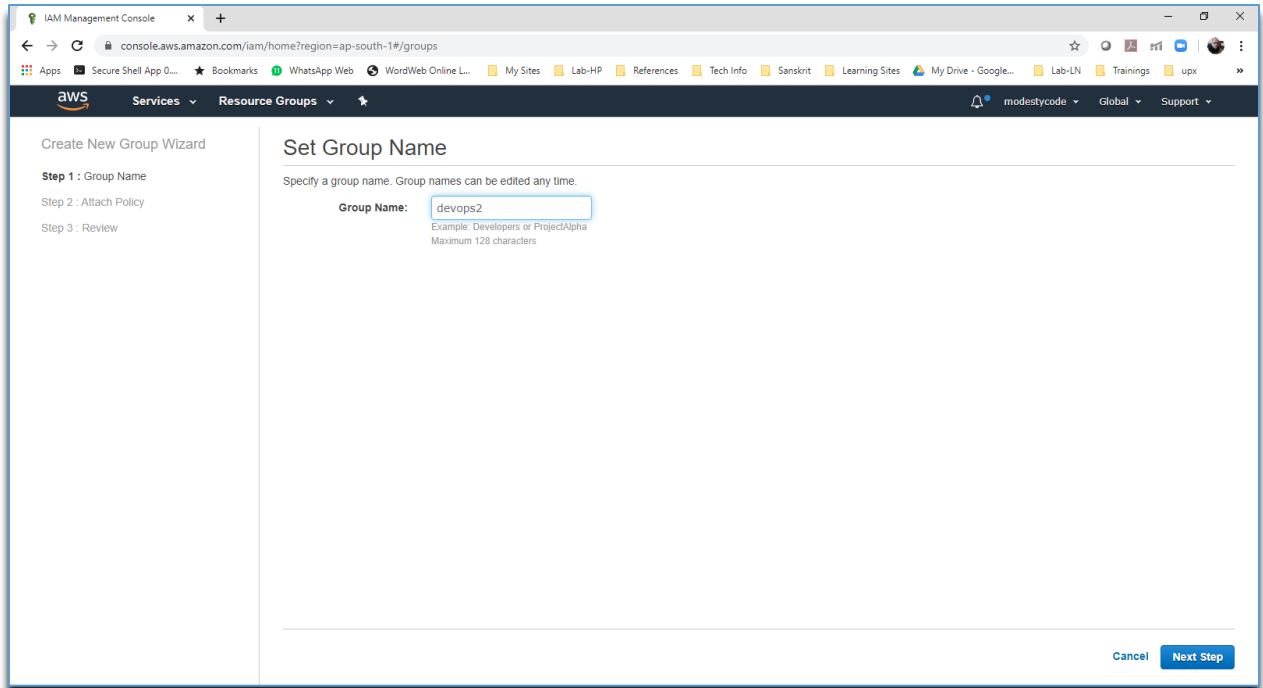 IAM Management Console
console.aws.amazon.com/iam/home?region=ap-south-1#/groups
Apps Secure Shell App 0.... Bookmarks WhatsApp Web WordWeb Online L... My Sites Lab-HP References Tech Info Sanskrit Learning Sites My Drive - Google... Lab-LN Trainings upx »
aws Services Resource Groups modestycode Global Support
Create New Group Wizard
Step 1 : Group Name
Step 2 : Attach Policy
Step 3 : Review
Set Group Name
Specify a group name. Group names can be edited any time.
Group Name: devops2
Example: Developers or ProjectAlpha
Maximum 128 characters
Cancel Next Step